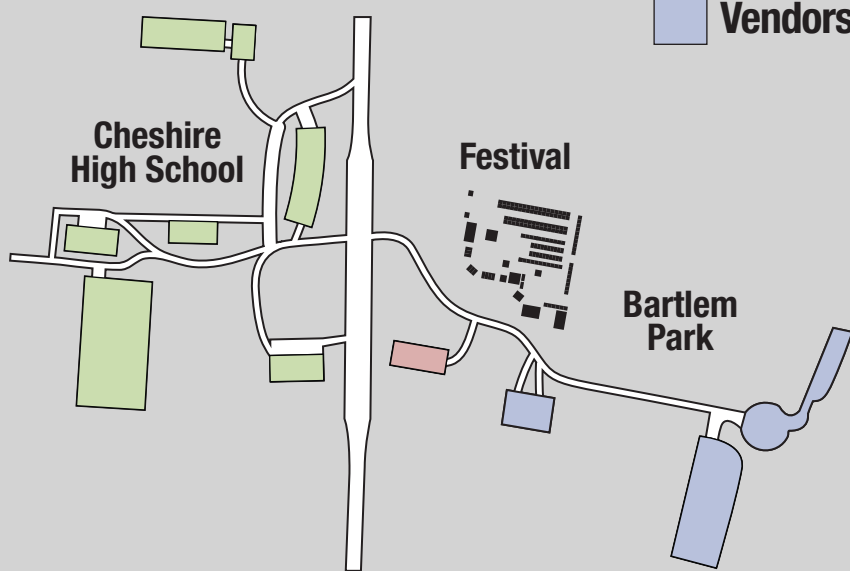 Vendors
Cheshire
High School
Festival
Bartlem
Park